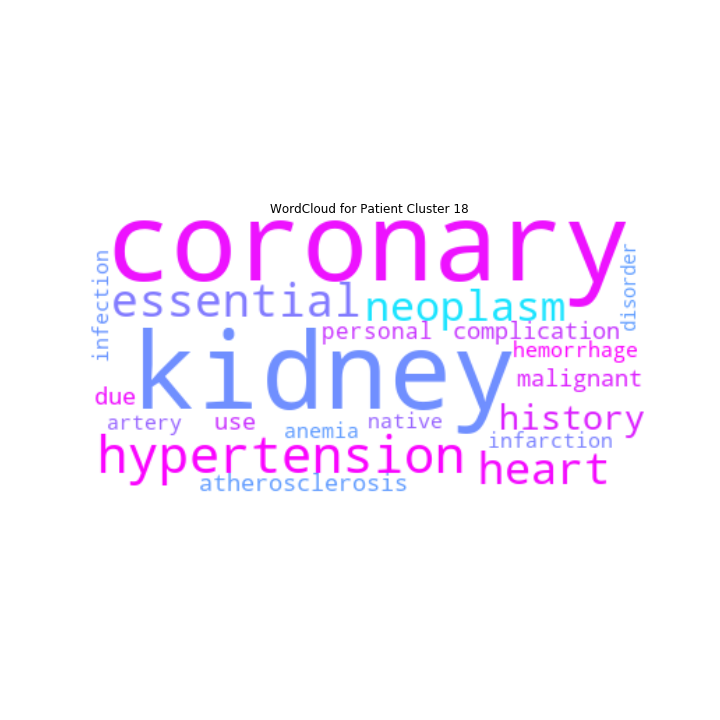 WordCloud for Patient Cluster 18
coronary
infection
disorder
essential
neoplasm
personal complication
kidney
hemorrhage
malignant
due
history
artery
use
native
anemia
infarction
hypertension
heart
atherosclerosis